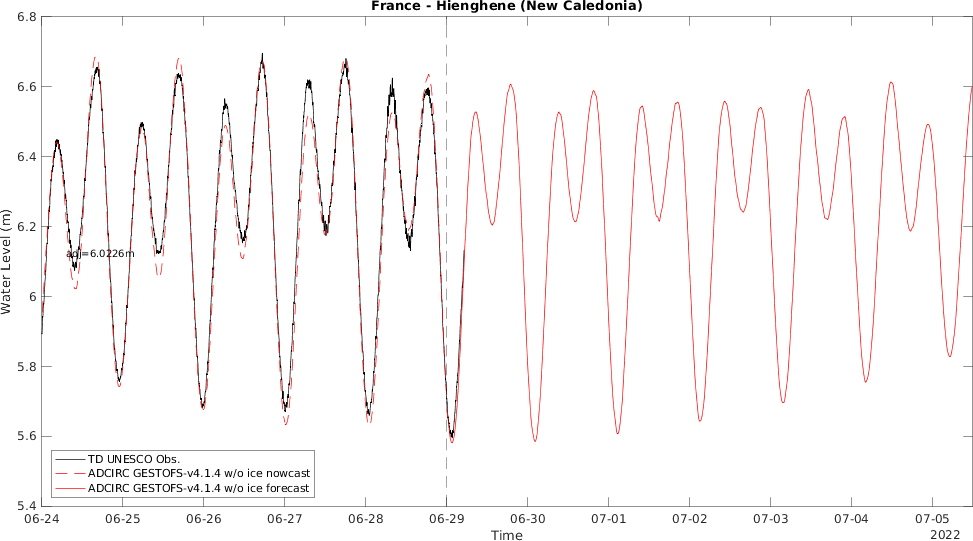 France - Hienghene (New Caledonia)
6.8
6.6
6.4
6.2
6
5.8
5.6
5.4
Water Level (m)
adj=6.0226m
TD UNESCO Obs.
ADCIRC GESTOFS-v4.1.4 w/o ice nowcast
ADCIRC GESTOFS-v4.1.4 w/o ice forecast
06-24 06-25 06-26 06-27 06-28 06-29 06-30 07-01 07-02 07-03 07-04 07-05
Time
2022